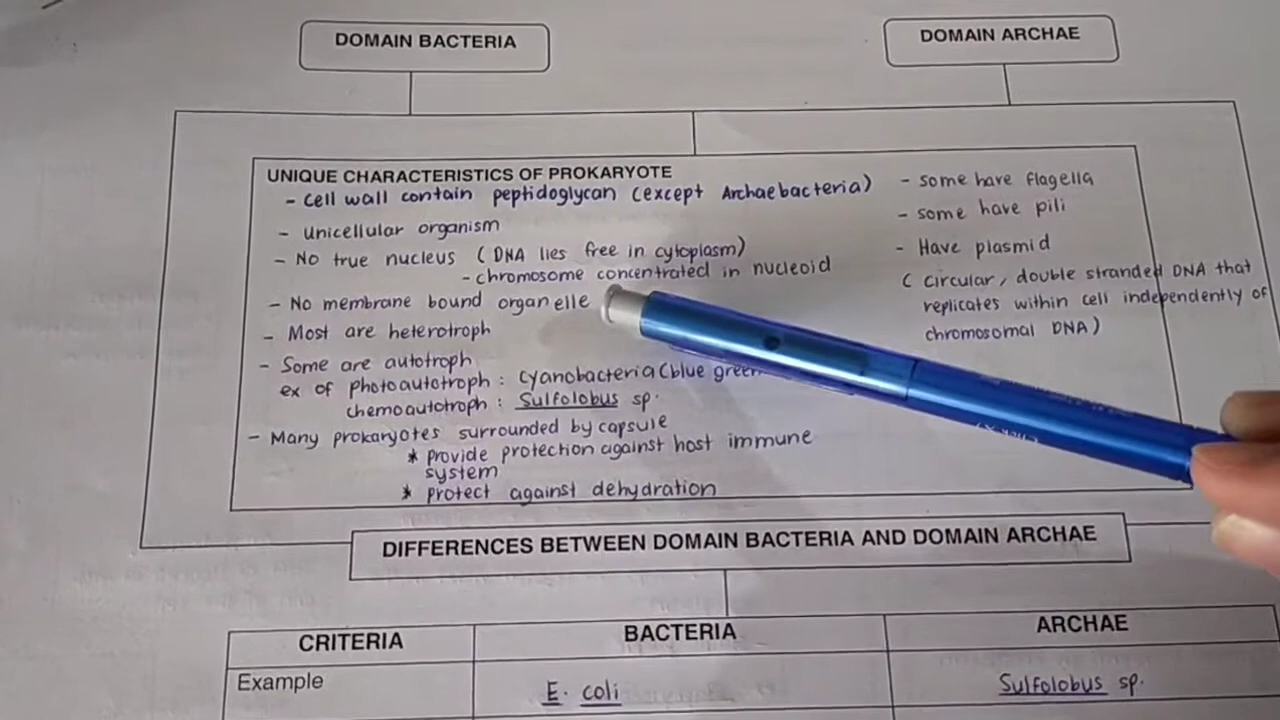 DOMAIN BACTERIA
DOMAIN ARCHAE
UNIQUE CHARACTERISTICS OF PROKARYOTE
- cell wall contain peptidoglycan (except Archaebacteria)
- unicellular organism
- No true nucleus (DNA lies free in cytoplasm)
- chromosome concentrated in nucleoid
- No membrane bound organelle
- Most are heterotroph
- Some are autotroph
ex of photoautotroph : cyanobacteria (blue green
chemoautotroph : Sulfolobus sp.
- Many prokaryotes surrounded by capsule
* provide protection against host immune
system
* protect against dehydration
- some have flagella
- some have pili
- Have plasmid
( circular, double stranded DNA that
replicates within cell independently of
chromosomal DNA)
DIFFERENCES BETWEEN DOMAIN BACTERIA AND DOMAIN ARCHAE
CRITERIA BACTERIA ARCHAE
Example E. coli Sulfolobus sp.